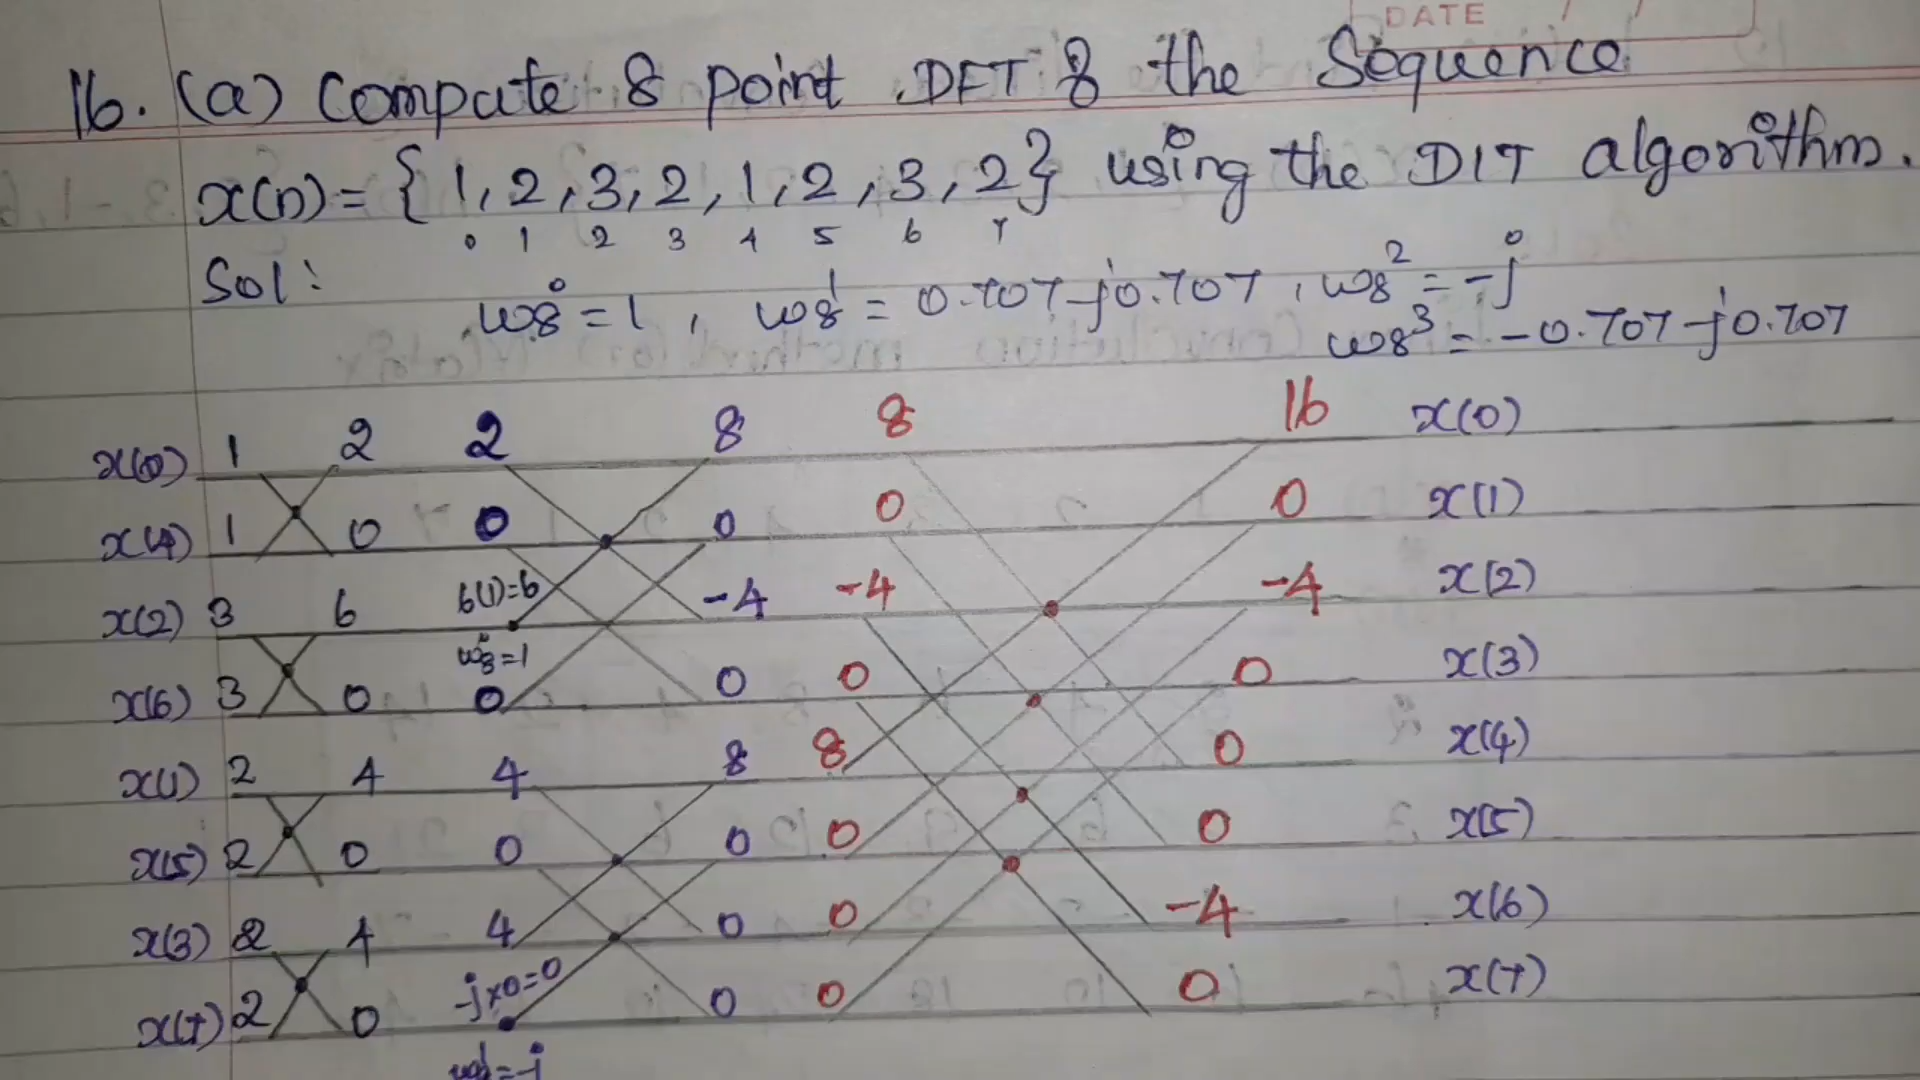 DATE / /
16. (a) Compute 8 point DFT of the Sequence
x(n) = { 1, 2, 3, 2, 1, 2, 3, 2} using the DIT algorithm.
0 1 2 3 4 5 6 7
Sol:
w8^0 = 1, w8^1 = 0.707-j0.707, w8^2 = -j
w8^3 = -0.707-j0.707
x(0) 1 2 2 8 8 16 x(0)
x(4) 1 0 0 0 0 0 x(1)
x(2) 3 6 6(1)=6 -4 -4 -4 x(2)
w8^0=1
x(6) 3 0 0 0 0 0 x(3)
x(1) 2 4 4 8 8 0 x(4)
x(5) 2 0 0 0 0 0 x(5)
x(3) 2 4 4 0 0 -4 x(6)
x(7) 2 0 -j×0=0 0 0 0 x(7)
=-j